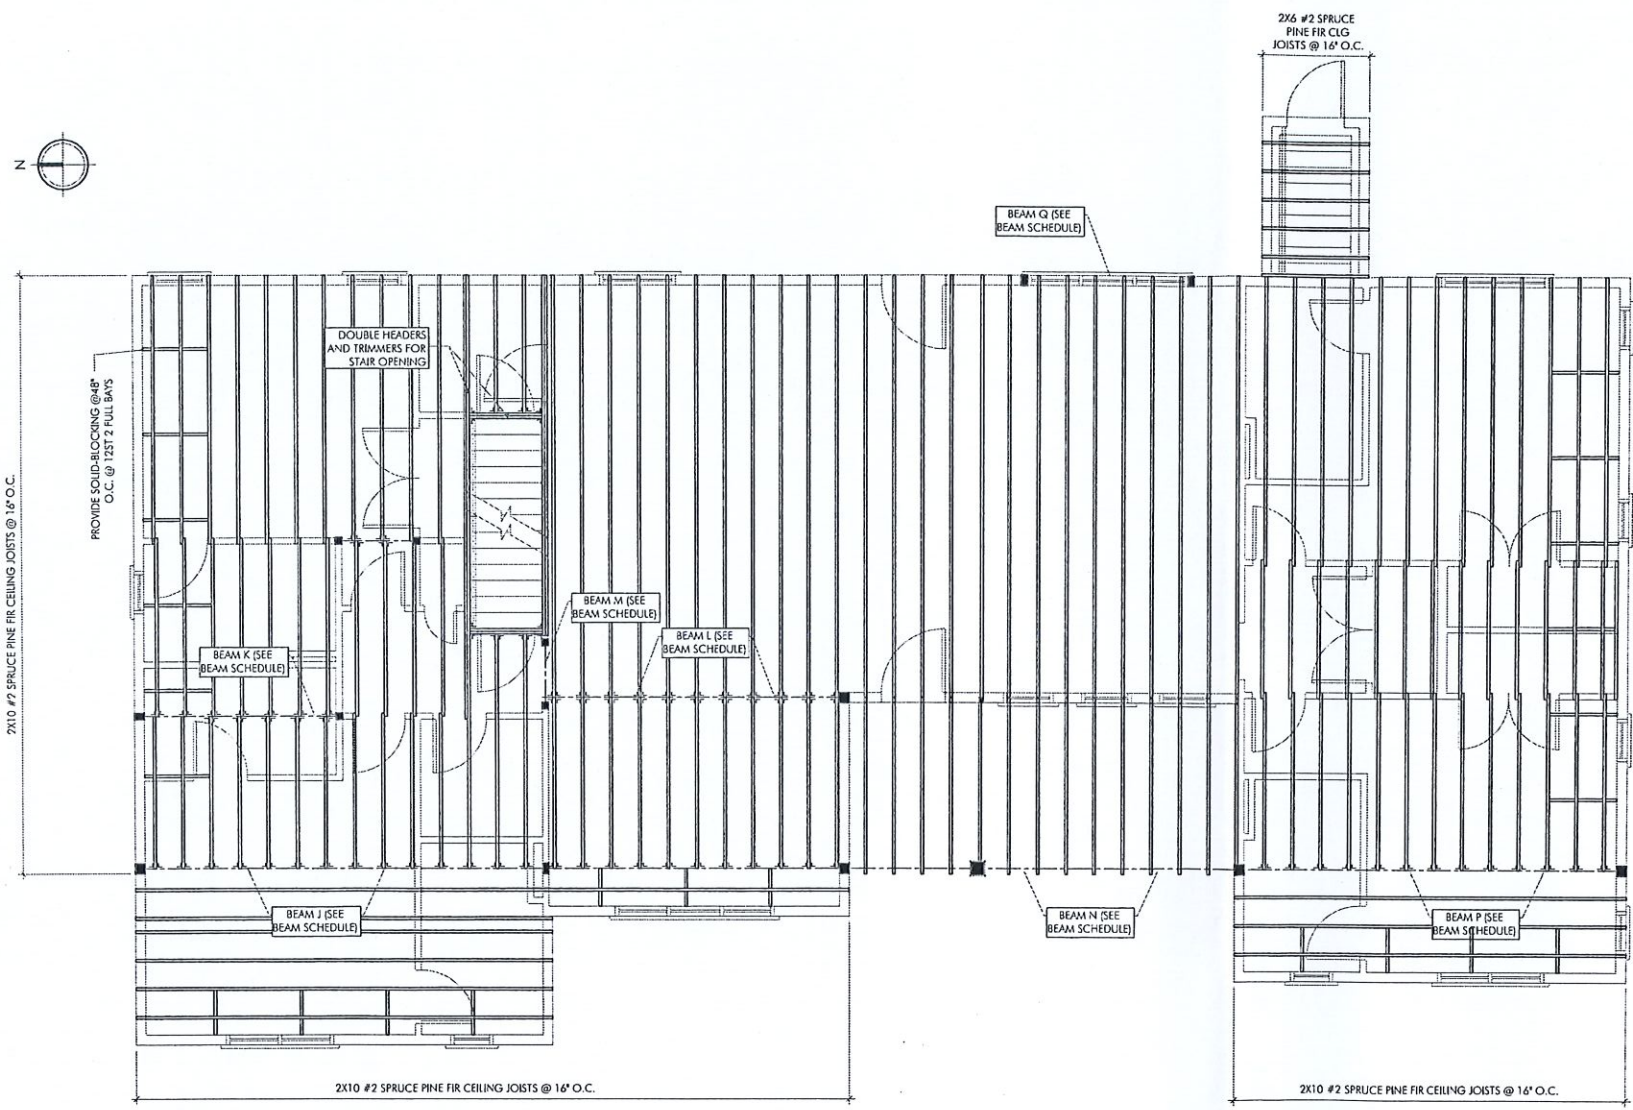 2X6 #2 SPRUCE
PINE FIR CLG
JOISTS @ 16" O.C.
N
BEAM Q (SEE
BEAM SCHEDULE)
DOUBLE HEADERS
AND TRIMMERS FOR
STAIR OPENING
PROVIDE SOLID-BLOCKING @48"
O.C. @ 12ST 2 FULL BAYS
2X10 #2 SPRUCE PINE FIR CEILING JOISTS @ 16" O.C.
BEAM M (SEE
BEAM SCHEDULE)
BEAM L (SEE
BEAM SCHEDULE)
BEAM K (SEE
BEAM SCHEDULE)
BEAM J (SEE
BEAM SCHEDULE)
BEAM N (SEE
BEAM SCHEDULE)
BEAM P (SEE
BEAM SCHEDULE)
2X10 #2 SPRUCE PINE FIR CEILING JOISTS @ 16" O.C.
2X10 #2 SPRUCE PINE FIR CEILING JOISTS @ 16" O.C.